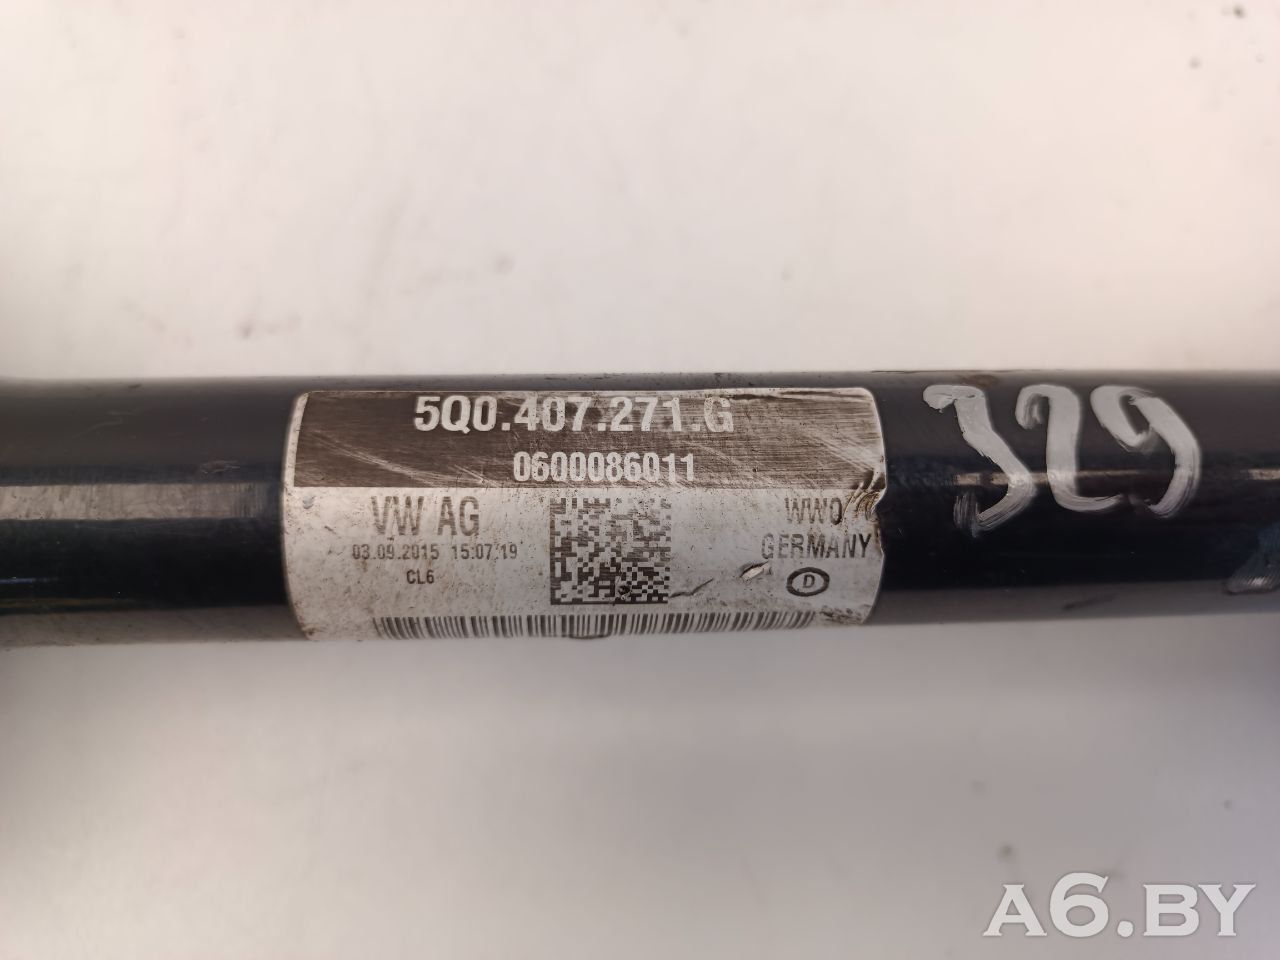 5Q0.407.271.G
0600086011
VW AG
03.09.2015 15:07:19
CL6
WWO
GERMANY
D
329
A6.BY